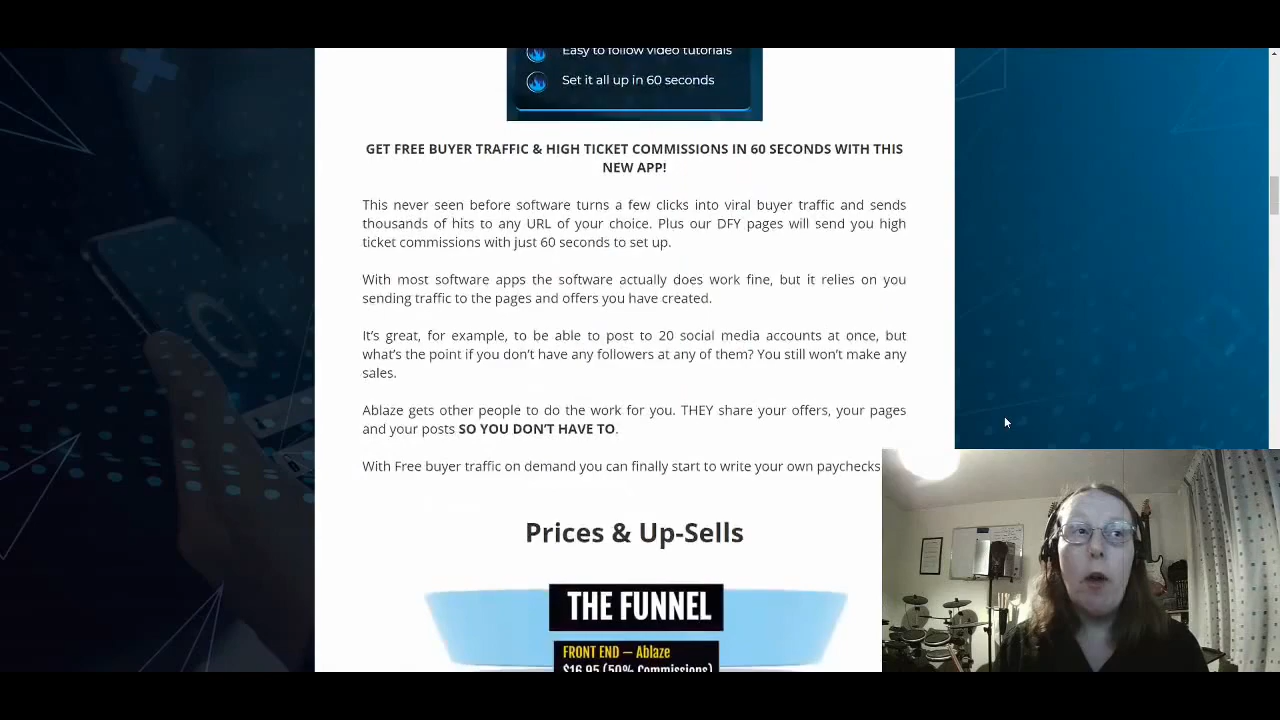 Easy to follow video tutorials
Set it all up in 60 seconds
GET FREE BUYER TRAFFIC & HIGH TICKET COMMISSIONS IN 60 SECONDS WITH THIS
NEW APP!
This never seen before software turns a few clicks into viral buyer traffic and sends
thousands of hits to any URL of your choice. Plus our DFY pages will send you high
ticket commissions with just 60 seconds to set up.
With most software apps the software actually does work fine, but it relies on you
sending traffic to the pages and offers you have created.
It’s great, for example, to be able to post to 20 social media accounts at once, but
what’s the point if you don’t have any followers at any of them? You still won’t make any
sales.
Ablaze gets other people to do the work for you. THEY share your offers, your pages
and your posts SO YOU DON’T HAVE TO.
With Free buyer traffic on demand you can finally start to write your own paychecks
Prices & Up-Sells
THE FUNNEL
FRONT END — Ablaze
$16.95 (50% Commissions)